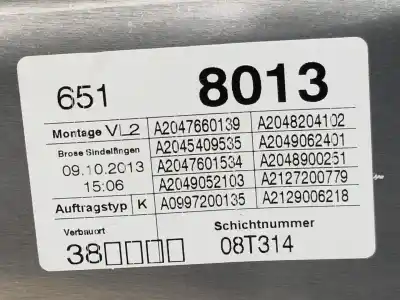 651 8013
Montage VL2 A2047660139 A2048204102
Brose Sindelfingen A2045409535 A2049062401
09.10.2013 A2047601534 A2048900251
15:06 A2049052103 A2127200779
Auftragstyp K A0997200135 A2129006218
Verbauort Schichtnummer
38□□□□ 08T314